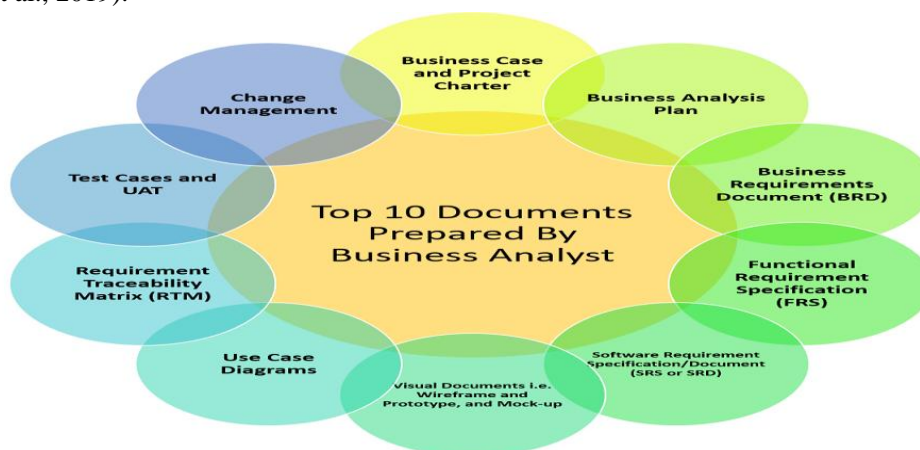 2019).
Business Case
and Project
Charter
Business Analysis
Plan
Business
Requirements
Document (BRD)
Functional
Requirement
Specification
(FRS)
Software Requirement
Specification/Document
(SRS or SRD)
Visual Documents i.e.
Wireframe and
Prototype, and Mock-up
Use Case
Diagrams
Requirement
Traceability
Matrix (RTM)
Test Cases and
UAT
Change
Management
Top 10 Documents
Prepared By
Business Analyst